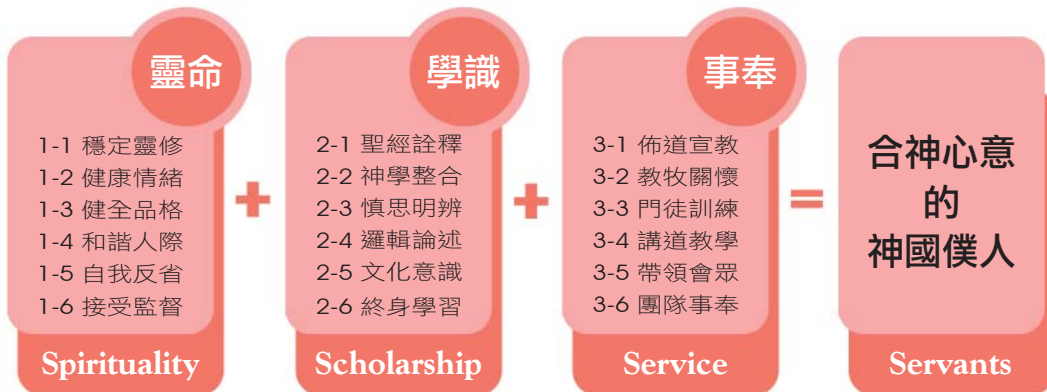 靈命
1-1 穩定靈修
1-2 健康情緒
1-3 健全品格
1-4 和諧人際
1-5 自我反省
1-6 接受監督
Spirituality
+
學識
2-1 聖經詮釋
2-2 神學整合
2-3 慎思明辨
2-4 邏輯論述
2-5 文化意識
2-6 終身學習
Scholarship
+
事奉
3-1 佈道宣教
3-2 教牧關懷
3-3 門徒訓練
3-4 講道教學
3-5 帶領會眾
3-6 團隊事奉
Service
=
合神心意
的
神國僕人
Servants